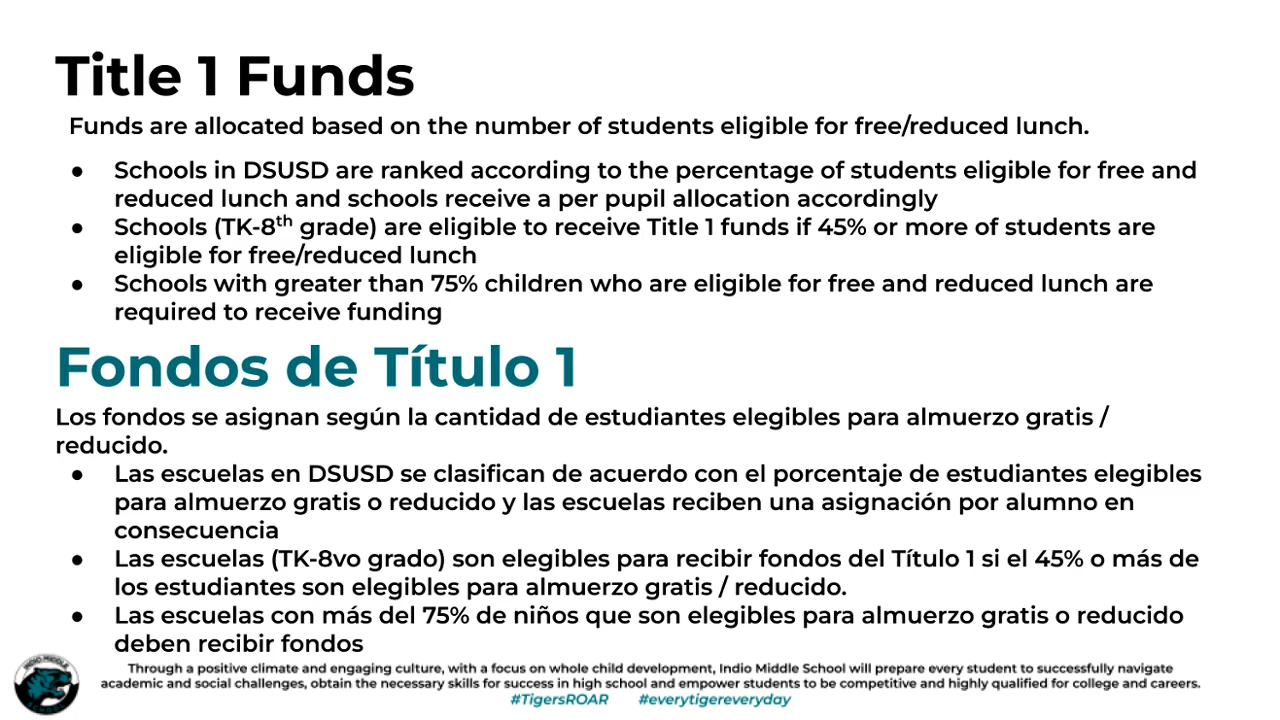 Title 1 Funds
Funds are allocated based on the number of students eligible for free/reduced lunch.
● Schools in DSUSD are ranked according to the percentage of students eligible for free and
reduced lunch and schools receive a per pupil allocation accordingly
● Schools (TK-8th grade) are eligible to receive Title 1 funds if 45% or more of students are
eligible for free/reduced lunch
● Schools with greater than 75% children who are eligible for free and reduced lunch are
required to receive funding
Fondos de Título 1
Los fondos se asignan según la cantidad de estudiantes elegibles para almuerzo gratis /
reducido.
● Las escuelas en DSUSD se clasifican de acuerdo con el porcentaje de estudiantes elegibles
para almuerzo gratis o reducido y las escuelas reciben una asignación por alumno en
consecuencia
● Las escuelas (TK-8vo grado) son elegibles para recibir fondos del Título 1 si el 45% o más de
los estudiantes son elegibles para almuerzo gratis / reducido.
● Las escuelas con más del 75% de niños que son elegibles para almuerzo gratis o reducido
deben recibir fondos
INDIO MIDDLE
SCHOOL
Through a positive climate and engaging culture, with a focus on whole child development, Indio Middle School will prepare every student to successfully navigate
academic and social challenges, obtain the necessary skills for success in high school and empower students to be competitive and highly qualified for college and careers.
#TigersROAR #everytigereveryday